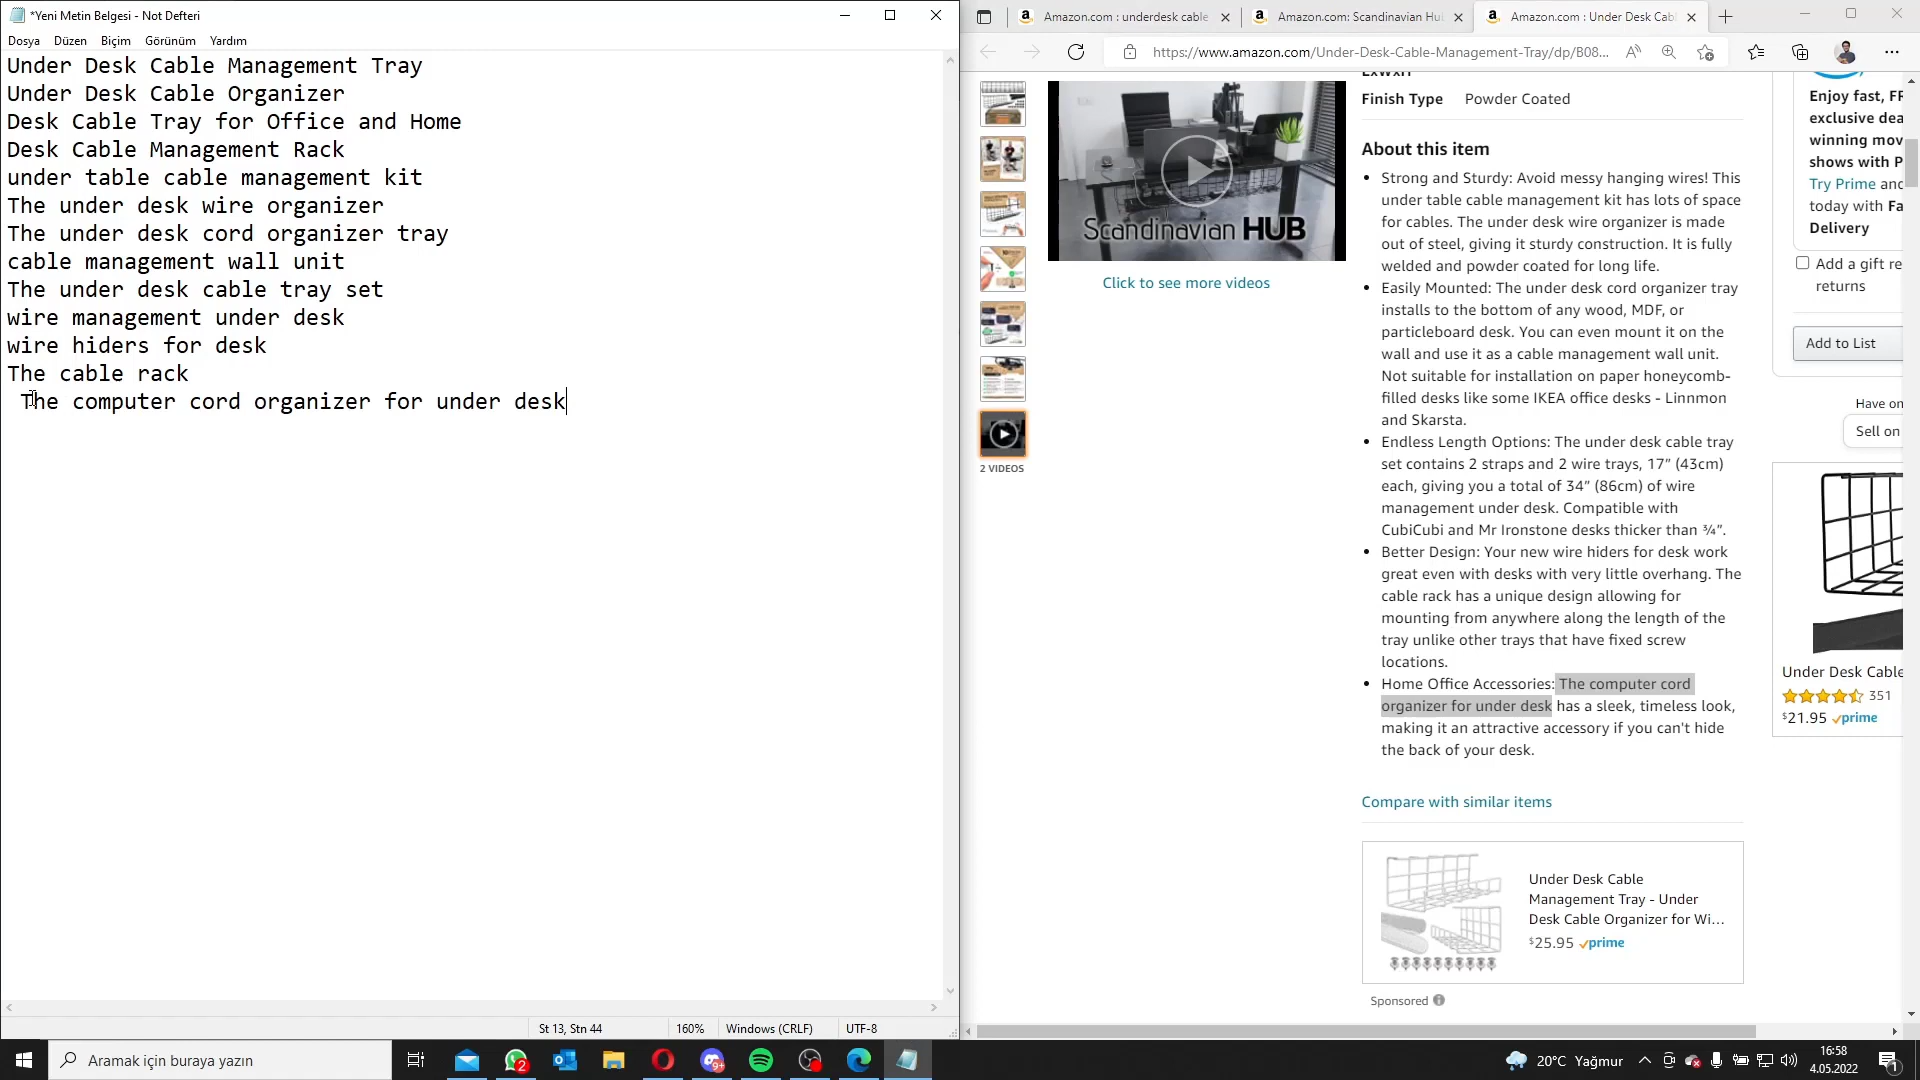 *Yeni Metin Belgesi - Not Defteri
Dosya Düzen Biçim Görünüm Yardım
Under Desk Cable Management Tray
Under Desk Cable Organizer
Desk Cable Tray for Office and Home
Desk Cable Management Rack
under table cable management kit
The under desk wire organizer
The under desk cord organizer tray
cable management wall unit
The under desk cable tray set
wire management under desk
wire hiders for desk
The cable rack
The computer cord organizer for under desk
St 13, Stn 44 160% Windows (CRLF) UTF-8
Amazon.com : underdesk cable
Amazon.com: Scandinavian Hu
Amazon.com : Under Desk Cabl
https://www.amazon.com/Under-Desk-Cable-Management-Tray/dp/B08...
LxWxH
Finish Type Powder Coated
About this item
• Strong and Sturdy: Avoid messy hanging wires! This
under table cable management kit has lots of space
for cables. The under desk wire organizer is made
out of steel, giving it sturdy construction. It is fully
welded and powder coated for long life.
• Easily Mounted: The under desk cord organizer tray
installs to the bottom of any wood, MDF, or
particleboard desk. You can even mount it on the
wall and use it as a cable management wall unit.
Not suitable for installation on paper honeycomb-
filled desks like some IKEA office desks - Linnmon
and Skarsta.
• Endless Length Options: The under desk cable tray
set contains 2 straps and 2 wire trays, 17” (43cm)
each, giving you a total of 34” (86cm) of wire
management under desk. Compatible with
CubiCubi and Mr Ironstone desks thicker than ¾”.
• Better Design: Your new wire hiders for desk work
great even with desks with very little overhang. The
cable rack has a unique design allowing for
mounting from anywhere along the length of the
tray unlike other trays that have fixed screw
locations.
• Home Office Accessories: The computer cord
organizer for under desk has a sleek, timeless look,
making it an attractive accessory if you can't hide
the back of your desk.
Compare with similar items
Under Desk Cable
Management Tray - Under
Desk Cable Organizer for Wi...
$25.95 prime
Sponsored
Scandinavian HUB
Click to see more videos
2 VIDEOS
Enjoy fast, FR
exclusive dea
winning mov
shows with P
Try Prime and
today with Fa
Delivery
Add a gift re
returns
Add to List
Have on
Sell on
Under Desk Cable
351
$21.95 prime
Aramak için buraya yazın
2
9+
20°C Yağmur
16:58
4.05.2022
1